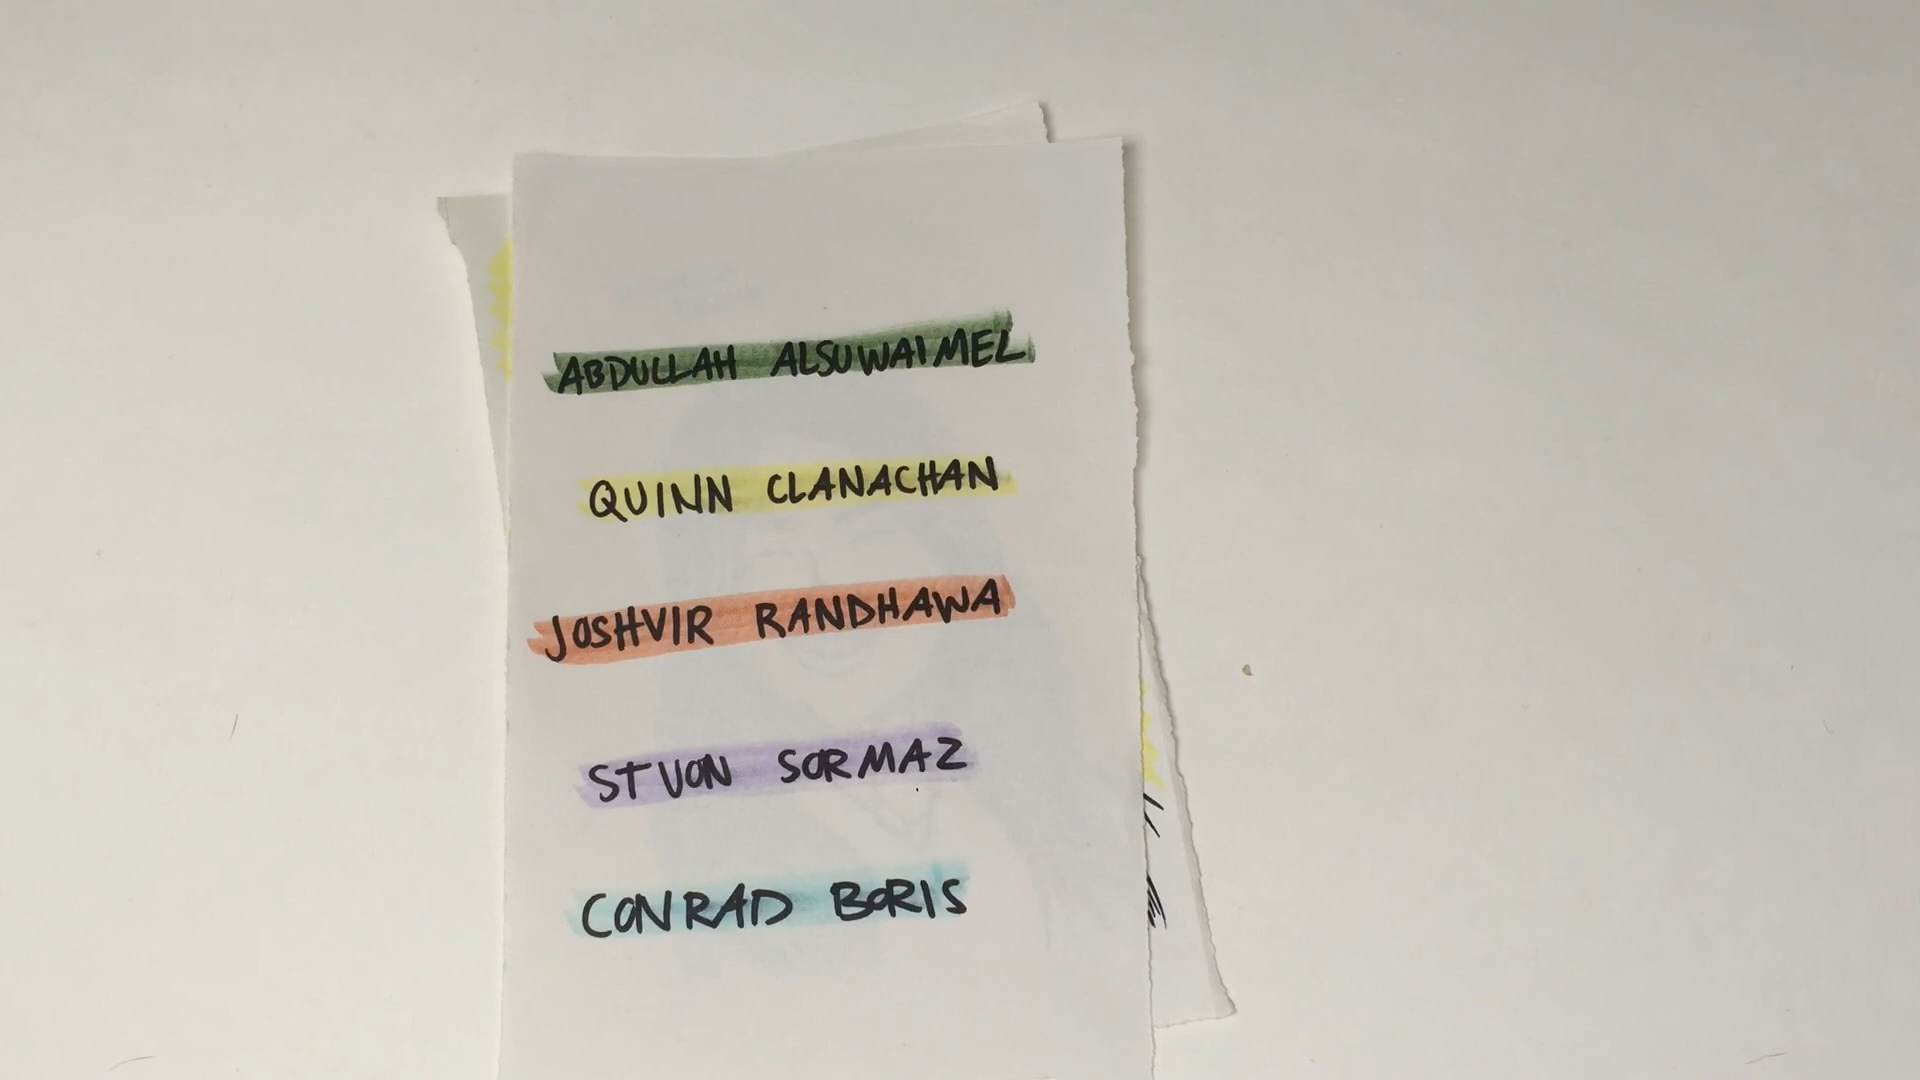 ABDULLAH ALSUWAIMEL
QUINN CLANACHAN
JOSHVIR RANDHAWA
STVON SORMAZ
CONRAD BORIS